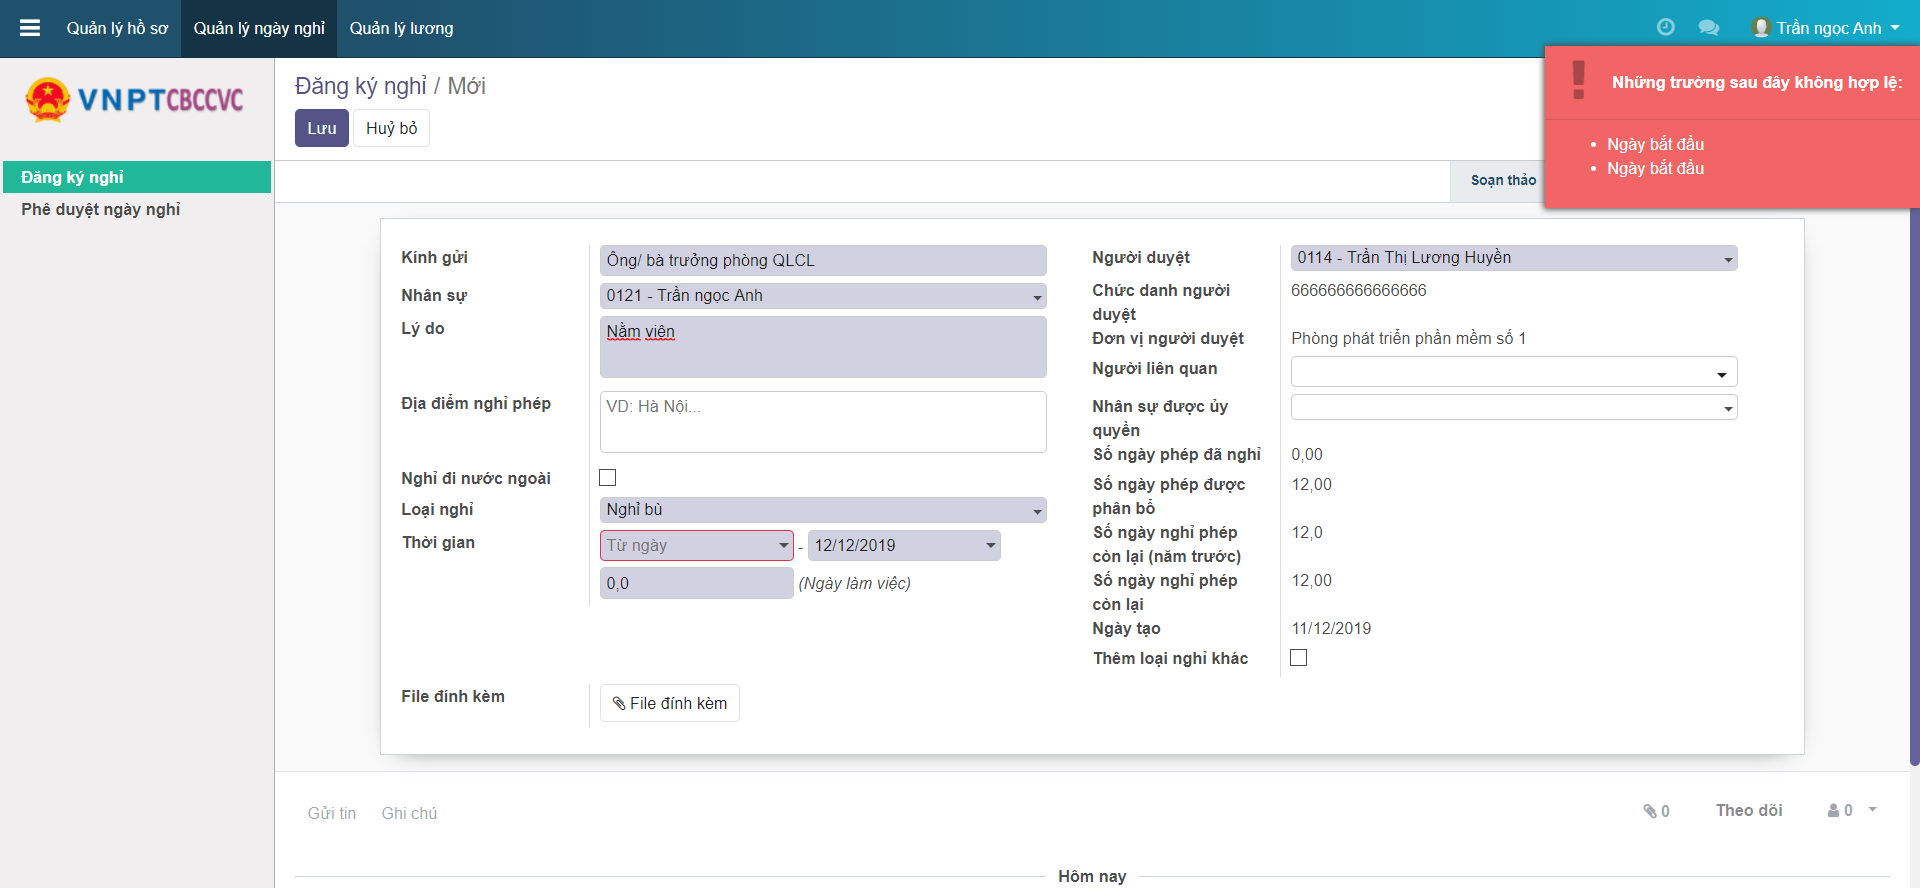 Quản lý hồ sơ
Quản lý ngày nghỉ
Quản lý lương
Trần ngọc Anh
VNPTCBCCVC
Đăng ký nghỉ
Phê duyệt ngày nghỉ
Đăng ký nghỉ / Mới
Lưu
Huỷ bỏ
Soạn thảo
Những trường sau đây không hợp lệ:
Ngày bắt đầu
Ngày bắt đầu
Kính gửi
Ông/ bà trưởng phòng QLCL
Nhân sự
0121 - Trần ngọc Anh
Lý do
Nằm viện
Địa điểm nghỉ phép
VD: Hà Nội...
Nghỉ đi nước ngoài
Loại nghỉ
Nghỉ bù
Thời gian
Từ ngày - 12/12/2019
0,0 (Ngày làm việc)
File đính kèm
File đính kèm
Người duyệt
0114 - Trần Thị Lương Huyền
Chức danh người
duyệt
666666666666666
Đơn vị người duyệt
Phòng phát triển phần mềm số 1
Người liên quan
Nhân sự được ủy
quyền
Số ngày phép đã nghỉ
0,00
Số ngày phép được
phân bổ
12,00
Số ngày nghỉ phép
còn lại (năm trước)
12,0
Số ngày nghỉ phép
còn lại
12,00
Ngày tạo
11/12/2019
Thêm loại nghỉ khác
Gửi tin
Ghi chú
0
Theo dõi
0
Hôm nay